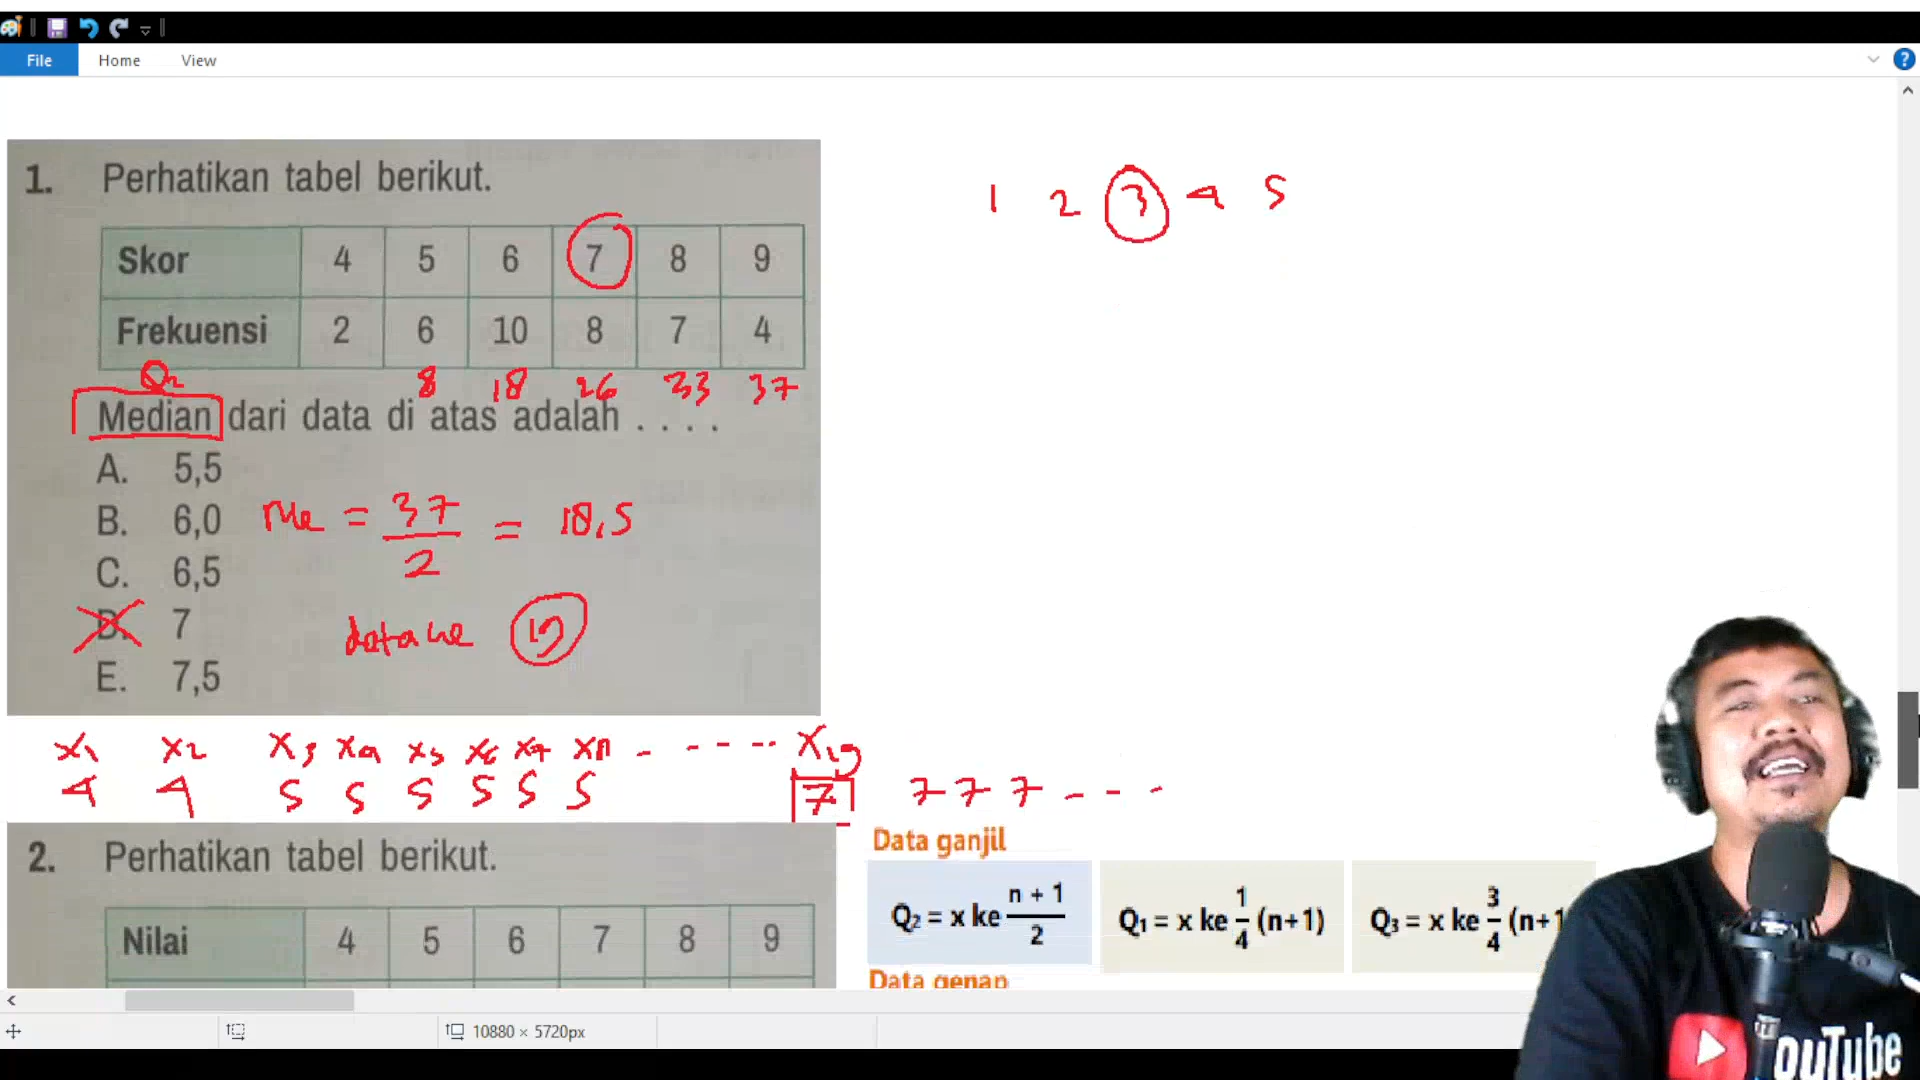 File Home View
1. Perhatikan tabel berikut.
Skor 4 5 6 7 8 9
Frekuensi 2 6 10 8 7 4
Q2 8 18 26 33 37
Median dari data di atas adalah . . . .
A. 5,5
B. 6,0
C. 6,5
D. 7
E. 7,5
Me = 37/2 = 18,5
data ke 19
1 2 3 4 5
x1 x2 x3 x4 x5 x6 x7 x8 - - - - - x19
4 4 5 5 5 5 5 5 7 7 7 7 - - -
2. Perhatikan tabel berikut.
Nilai 4 5 6 7 8 9
Data ganjil
Q₂ = x ke n + 1 / 2
Q₁ = x ke 1/4 (n+1)
Q₃ = x ke 3/4 (n+1
Data genap
10880 × 5720px
YouTube